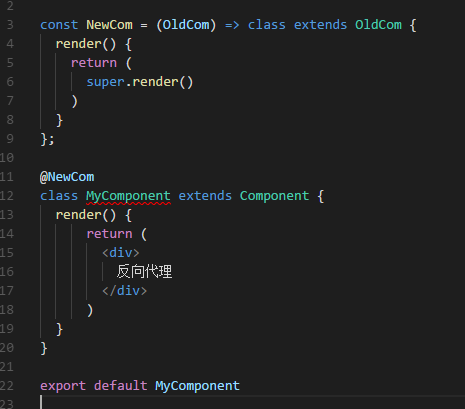 2
3 const NewCom = (OldCom) => class extends OldCom {
4   render() {
5     return (
6       super.render()
7     )
8   }
9 };
10
11 @NewCom
12 class MyComponent extends Component {
13   render() {
14       return (
15         <div>
16           反向代理
17         </div>
18       )
19   }
20 }
21
22 export default MyComponent
23